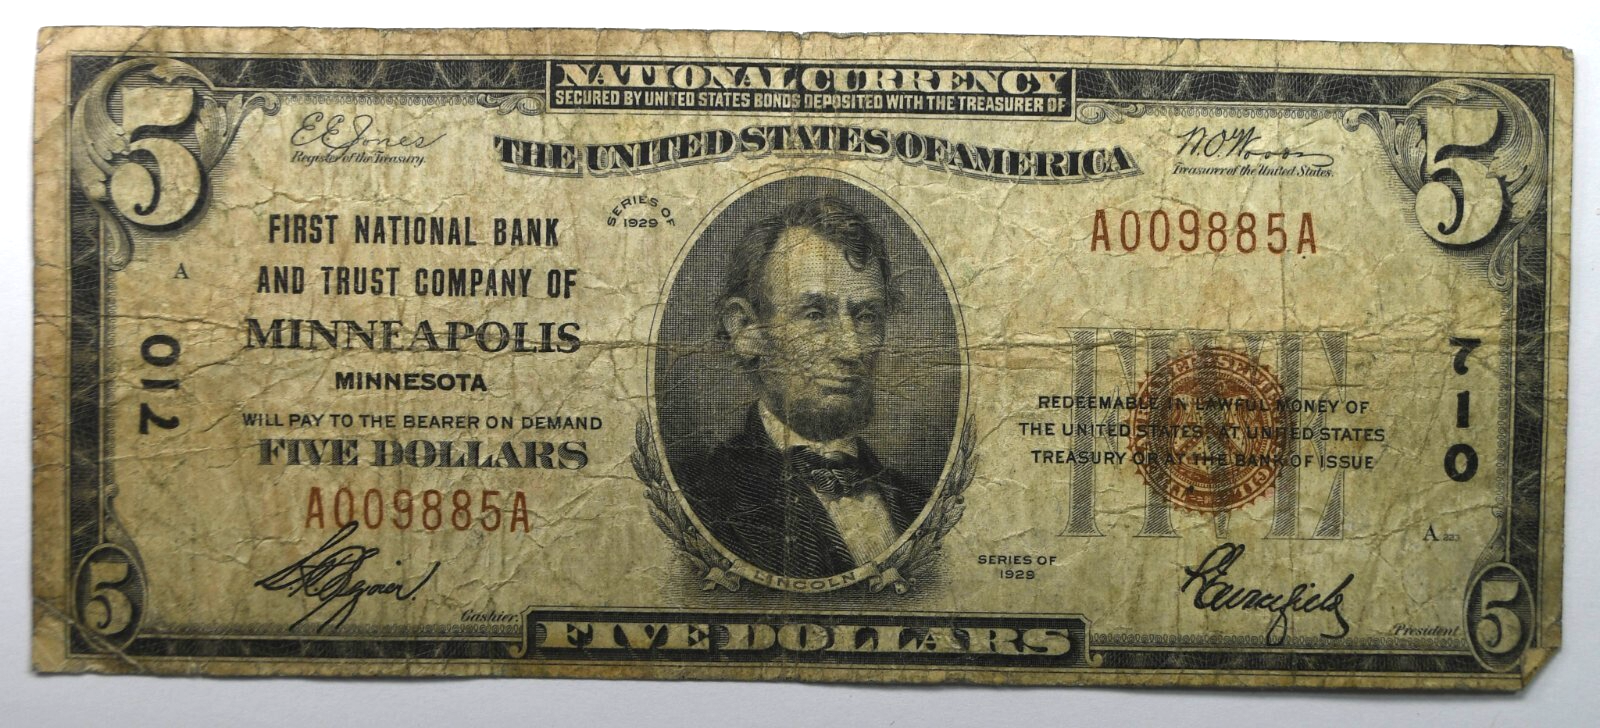 NATIONAL CURRENCY
SECURED BY UNITED STATES BONDS DEPOSITED WITH THE TREASURER OF
THE UNITED STATES OF AMERICA
5
5
E E Jones
Register of the Treasury.
W. O. Woods
Treasurer of the United States.
SERIES OF
1929
FIRST NATIONAL BANK
AND TRUST COMPANY OF
MINNEAPOLIS
MINNESOTA
WILL PAY TO THE BEARER ON DEMAND
FIVE DOLLARS
A009885A
A
710
A009885A
FIVE
REDEEMABLE IN LAWFUL MONEY OF
THE UNITED STATES AT UNITED STATES
TREASURY OR AT THE BANK OF ISSUE
710
A 223
SERIES OF
1929
LINCOLN
Cashier.
President
5
FIVE DOLLARS
5